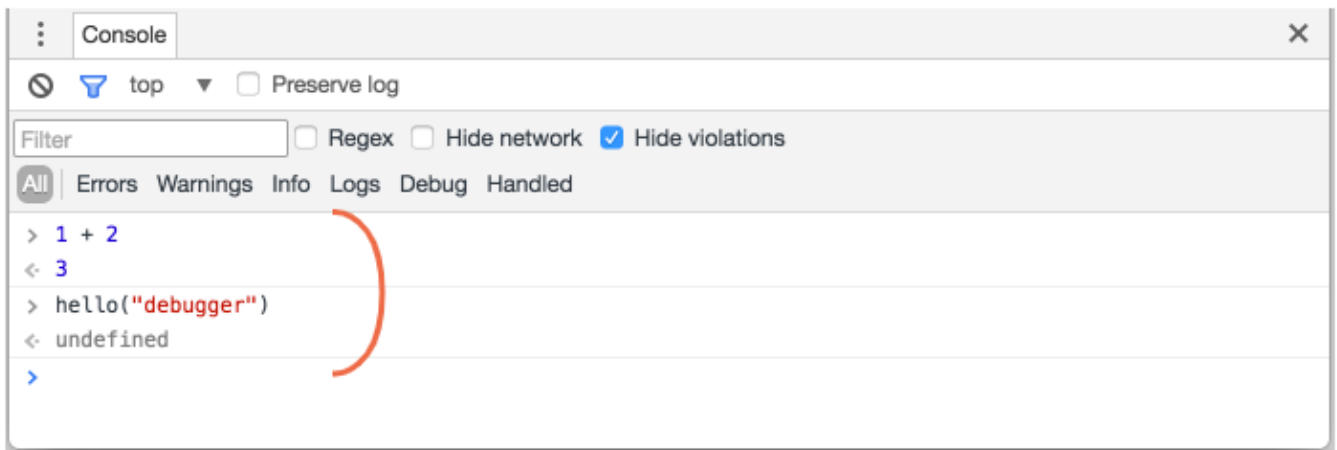 Console
top Preserve log
Filter Regex Hide network Hide violations
All Errors Warnings Info Logs Debug Handled
> 1 + 2
< 3
> hello("debugger")
< undefined
>